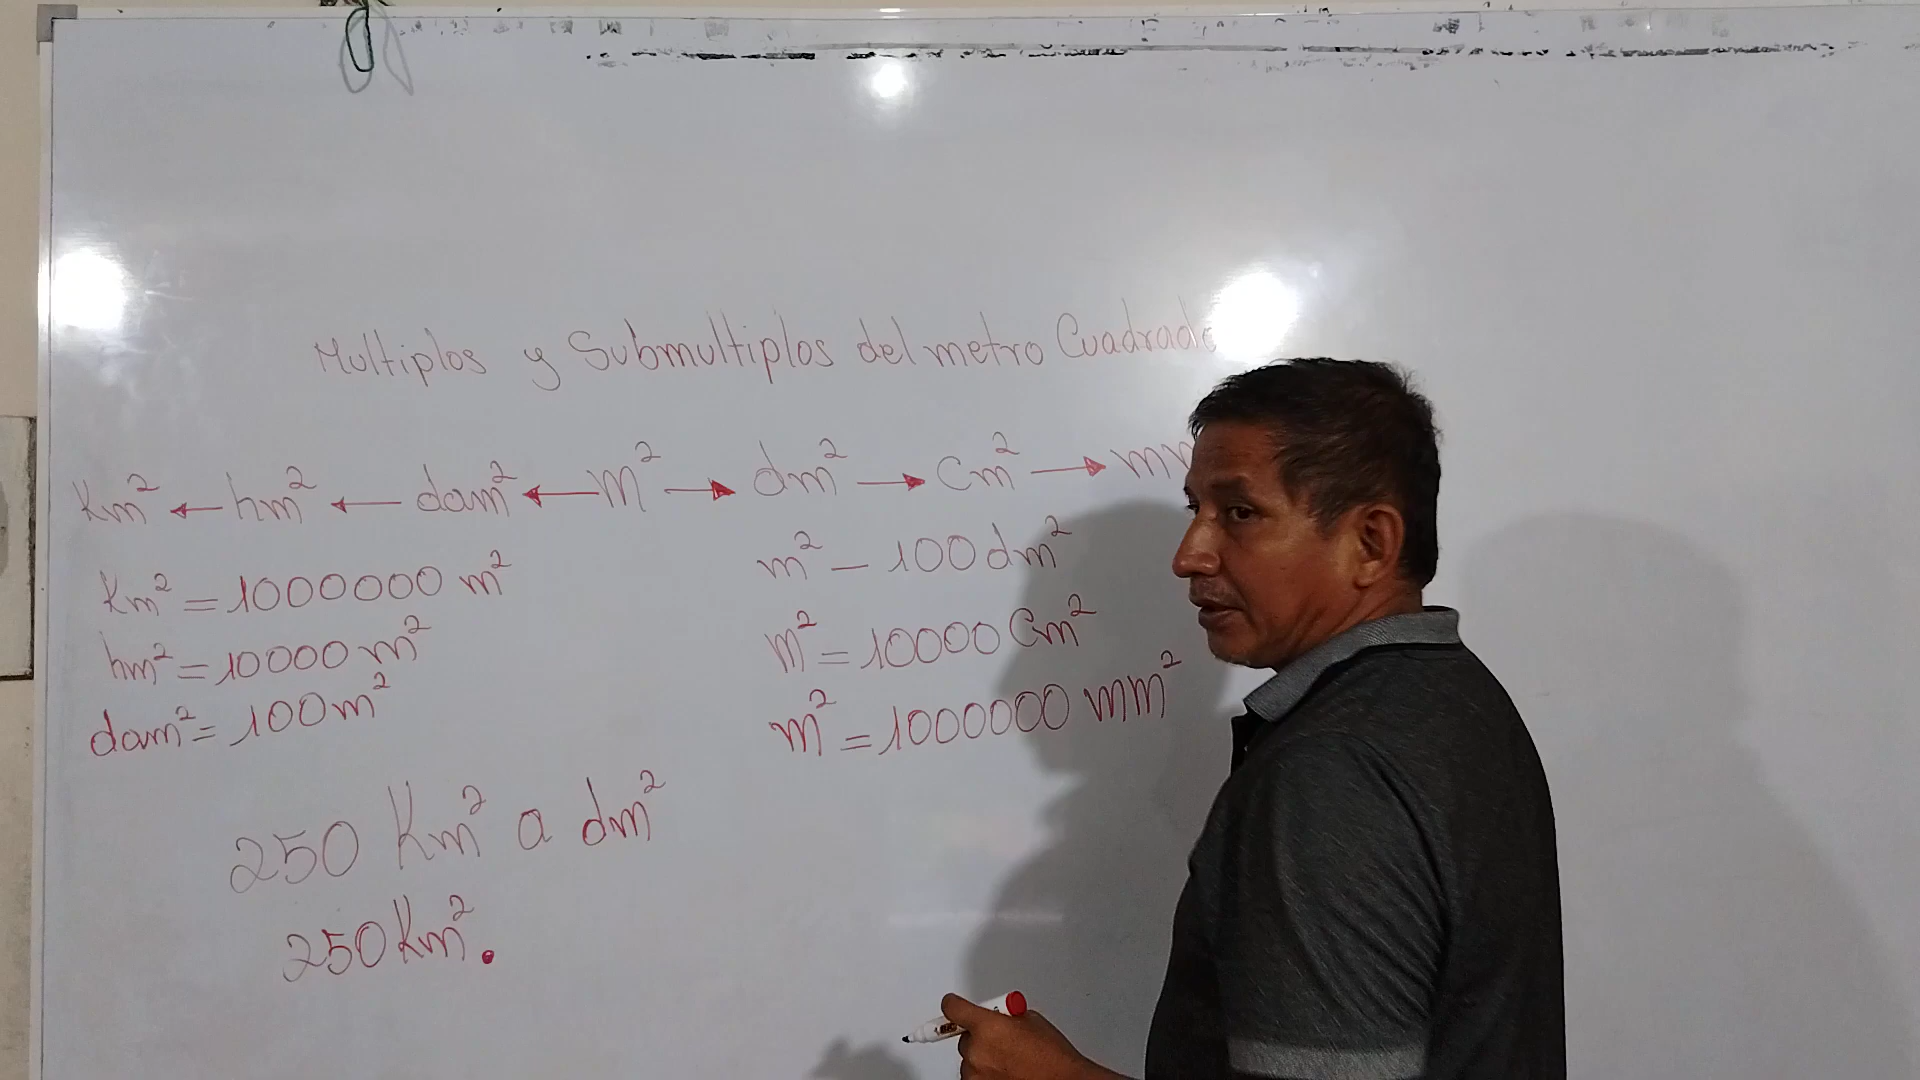 Multiplos y Submultiplos del metro Cuadrado
Km² ← hm² ← dam² ← m² → dm² → cm² →
Km² = 1000000 m²
hm² = 10000 m²
dam² = 100 m²
m² – 100 dm²
m² = 10000 Cm²
m² = 1000000 mm²
250 Km² a dm²
250 Km² .